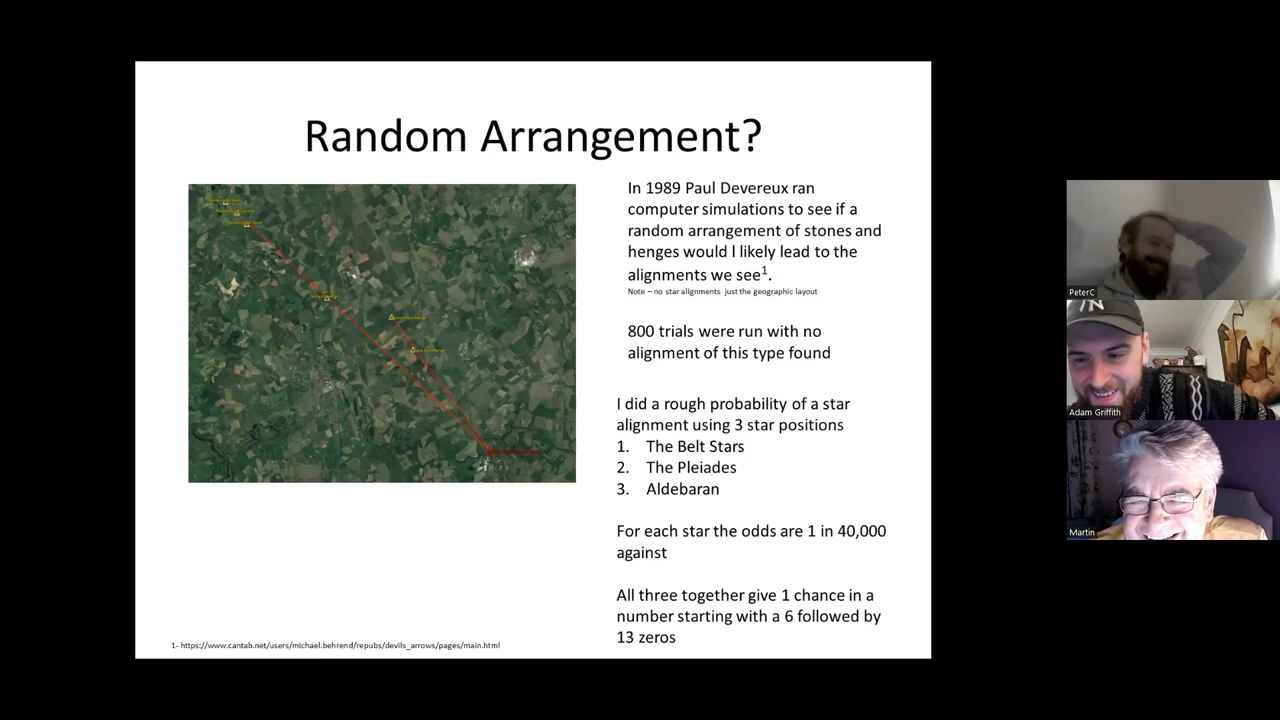 Random Arrangement?
In 1989 Paul Devereux ran
computer simulations to see if a
random arrangement of stones and
henges would l likely lead to the
alignments we see1.
Note – no star alignments just the geographic layout
800 trials were run with no
alignment of this type found
I did a rough probability of a star
alignment using 3 star positions
1. The Belt Stars
2. The Pleiades
3. Aldebaran
For each star the odds are 1 in 40,000
against
All three together give 1 chance in a
number starting with a 6 followed by
13 zeros
1- https://www.cantab.net/users/michael.behrend/repubs/devils_arrows/pages/main.html
PeterC
Adam Griffith
Martin